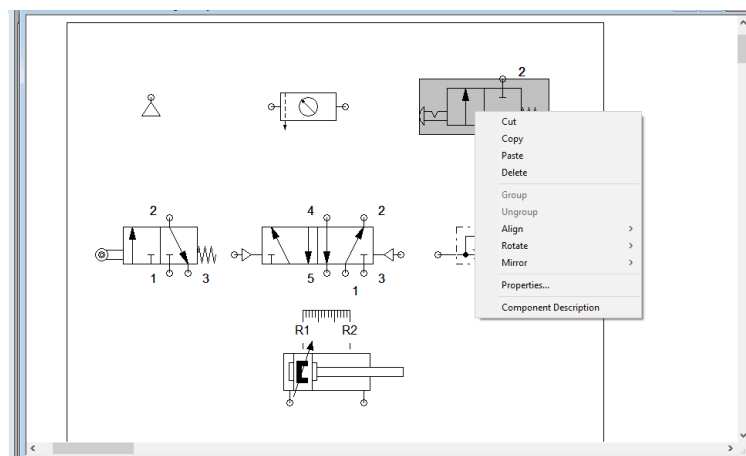 2
Cut
Copy
Paste
Delete
Group
Ungroup
Align
Rotate
Mirror
Properties...
Component Description
2
1
3
4
2
5
3
1
R1 R2